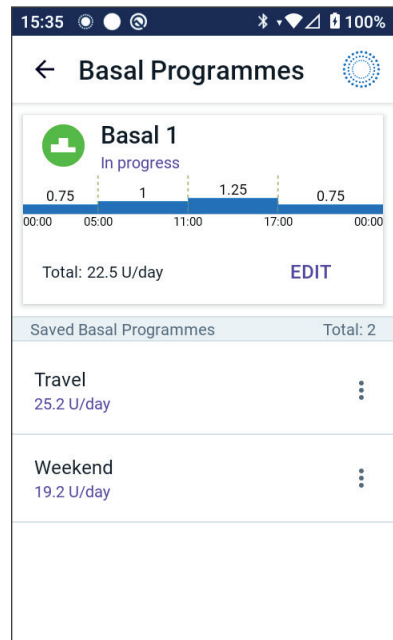 15:35 100%
Basal Programmes
Basal 1
In progress
0.75 1 1.25 0.75
00:00 05:00 11:00 17:00 00:00
Total: 22.5 U/day EDIT
Saved Basal Programmes Total: 2
Travel
25.2 U/day
Weekend
19.2 U/day